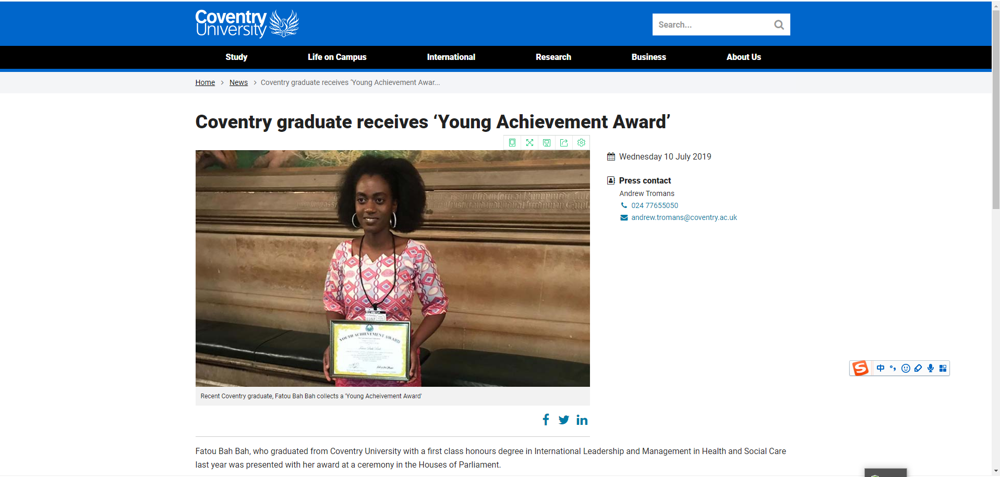 Coventry
University
Search...
Study Life on Campus International Research Business About Us
Home > News > Coventry graduate receives ‘Young Achievement Awar...
Coventry graduate receives ‘Young Achievement Award’
Wednesday 10 July 2019
Press contact
Andrew Tromans
024 77655050
andrew.tromans@coventry.ac.uk
VISITOR
YOUTH ACHIEVEMENT AWARD
Recent Coventry graduate, Fatou Bah Bah collects a 'Young Acheivement Award'
S 中 °,
f in
Fatou Bah Bah, who graduated from Coventry University with a first class honours degree in International Leadership and Management in Health and Social Care
last year was presented with her award at a ceremony in the Houses of Parliament.